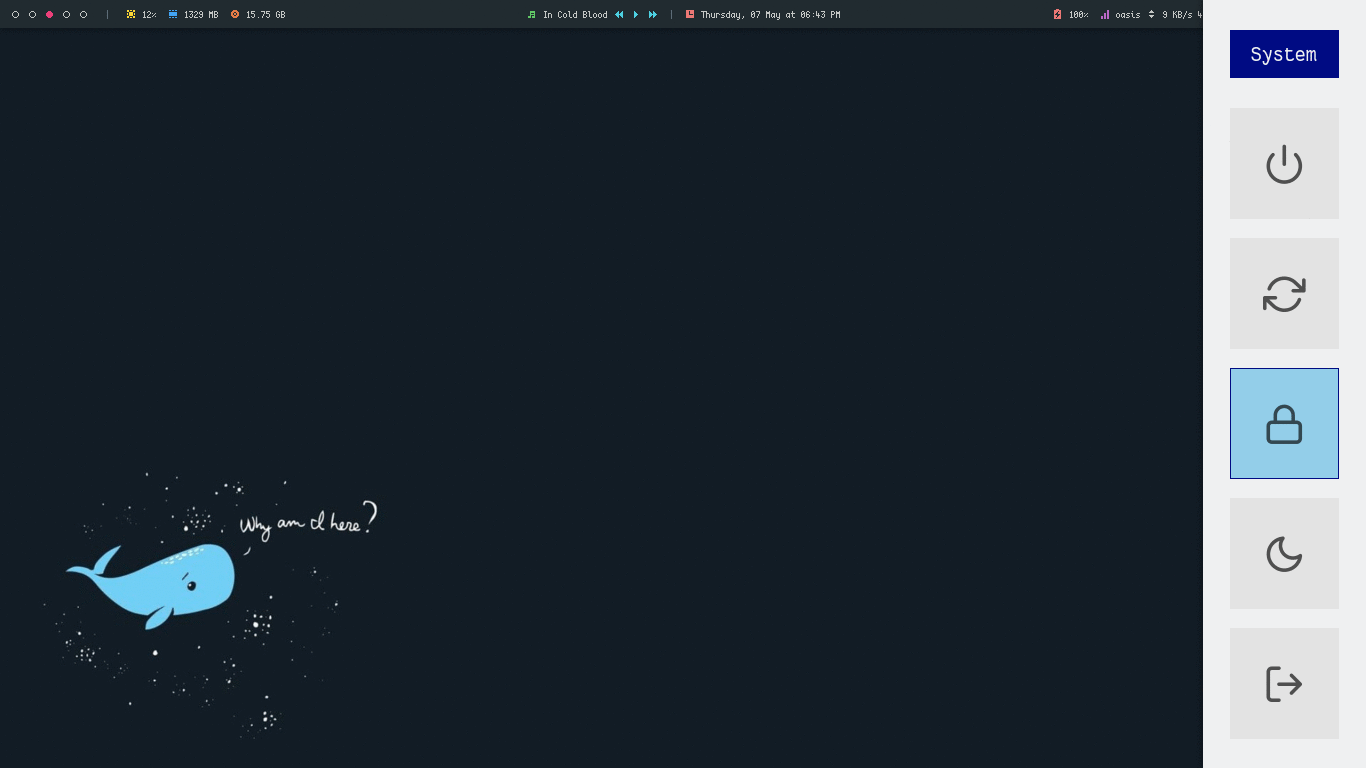 12% 1329 MB 15.75 GB In Cold Blood Thursday, 07 May at 06:43 PM 100% oasis 9 KB/s 4
System
Why am I here?